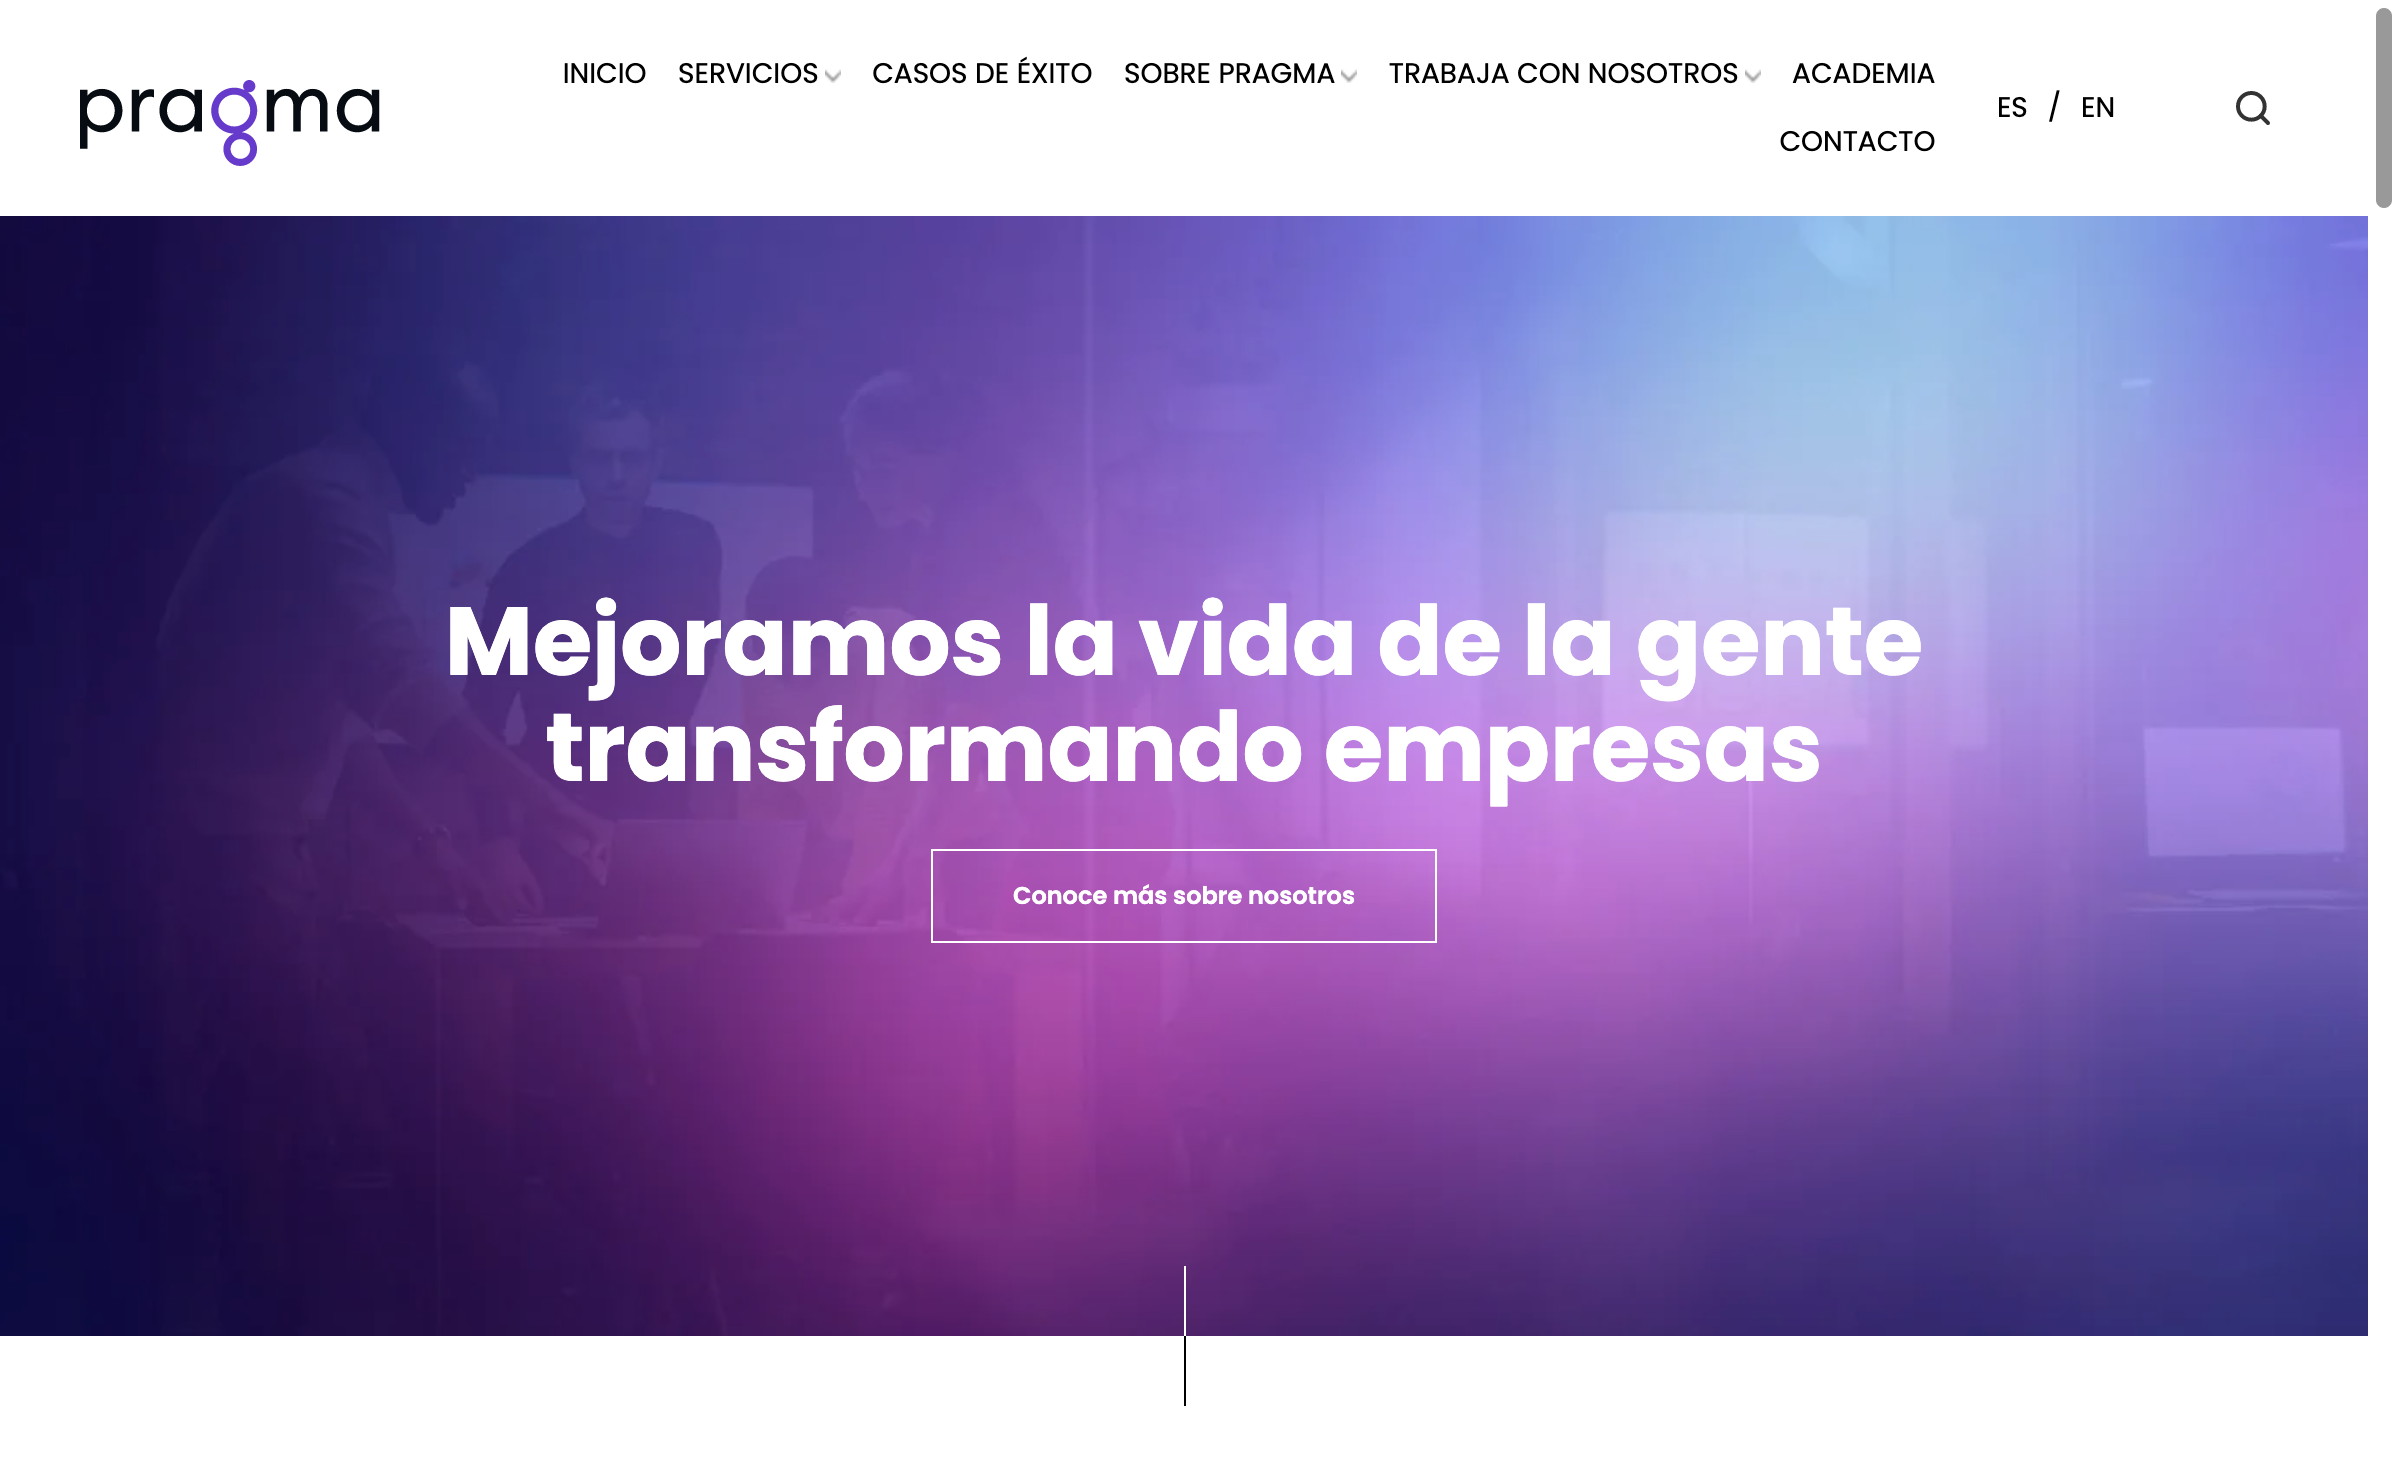 pragma
INICIO SERVICIOS CASOS DE ÉXITO SOBRE PRAGMA TRABAJA CON NOSOTROS ACADEMIA
CONTACTO
ES / EN
Mejoramos la vida de la gente
transformando empresas
Conoce más sobre nosotros